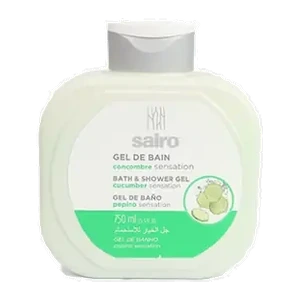 sairo
GEL DE BAIN
concombre sensation
BATH & SHOWER GEL
cucumber sensation
GEL DE BAÑO
pepino sensation
750 ml
جل الخيار للاستحمام
GEL DE BANHO
pepino sensation